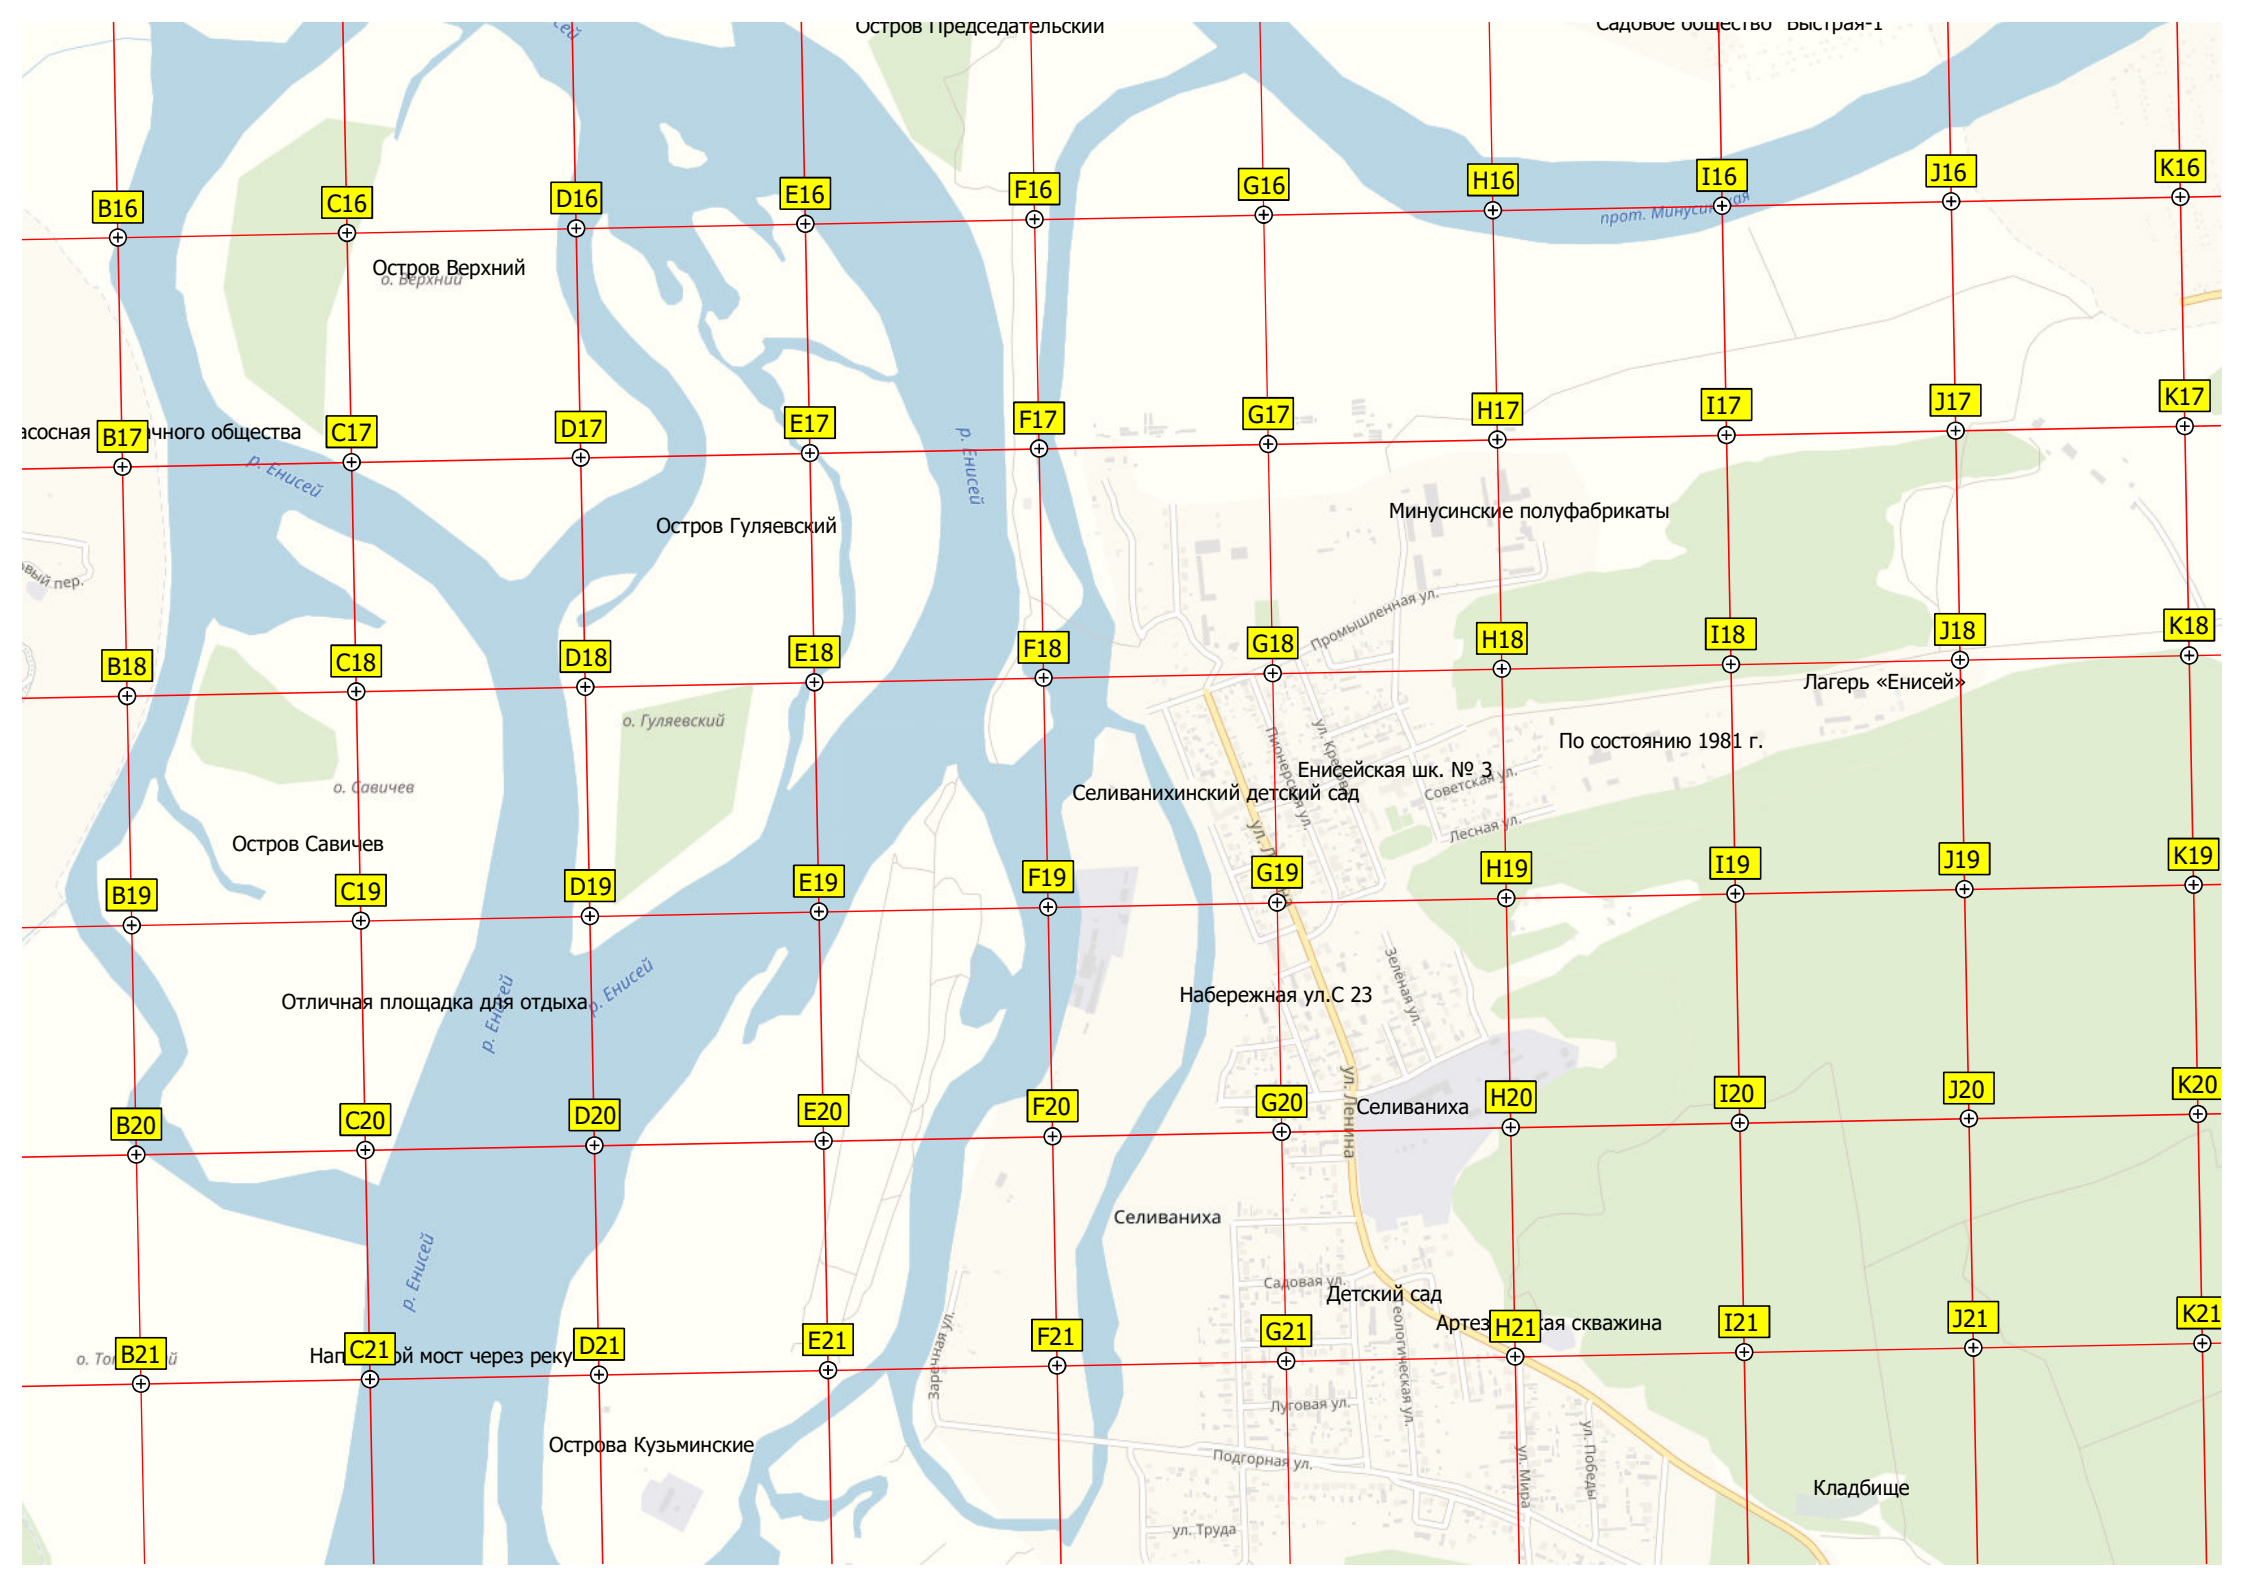 Остров Председательский
Садовое общество "Быстрая-1
B16
C16
D16
E16
F16
G16
H16
I16
J16
K16
прот.
Остров Верхний
о. Верхний
B17
C17
D17
E17
F17
G17
H17
I17
J17
K17
общества
р. Енисей
р. Енисей
Остров Гуляевский
Минусинские полуфабрикаты
пер.
Промышленная ул.
B18
C18
D18
E18
F18
G18
H18
I18
J18
K18
Лагерь «Енисей»
о. Гуляевский
По состоянию 1981 г.
Пионерская ул.
Енисейская шк. № 3
Советская ул.
о. Савичев
Селиванихинский детский сад
Лесная ул.
Остров Савичев
B19
C19
D19
E19
F19
G19
H19
I19
J19
K19
Зелёная ул.
р. Енисей
р. Енисей
Отличная площадка для отдыха
Набережная ул.С 23
ул. Ленина
B20
C20
D20
E20
F20
G20
H20
I20
J20
K20
Селиваниха
Селиваниха
р. Енисей
Садовая ул.
Детский сад
Заречная ул.
Геологическая ул.
скважина
B21
C21
D21
E21
F21
G21
H21
I21
J21
K21
мост через реку
Луговая ул.
Острова Кузьминские
Подгорная ул.
ул. Мира
ул. Победы
Кладбище
ул. Труда